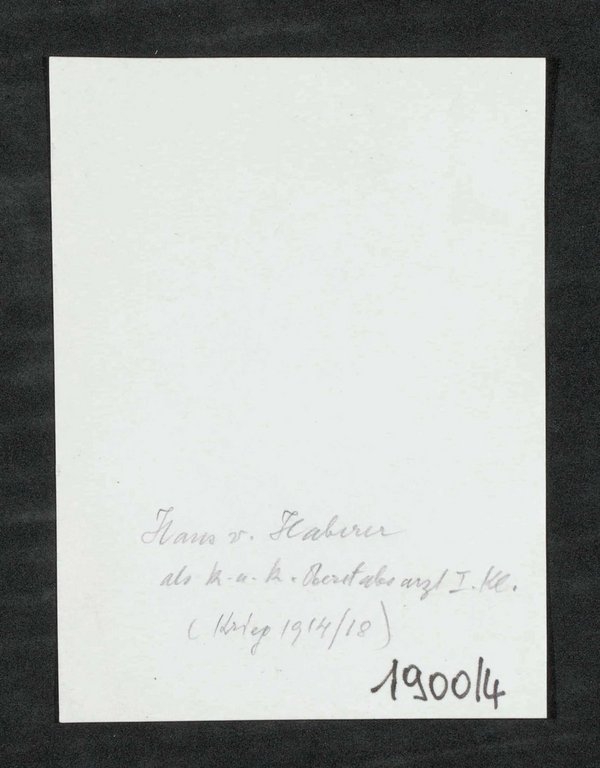 Hans v. Haberer
als k. u. k. Oberstabsarzt I. Kl.
(Krieg 1914/18)
1900/4